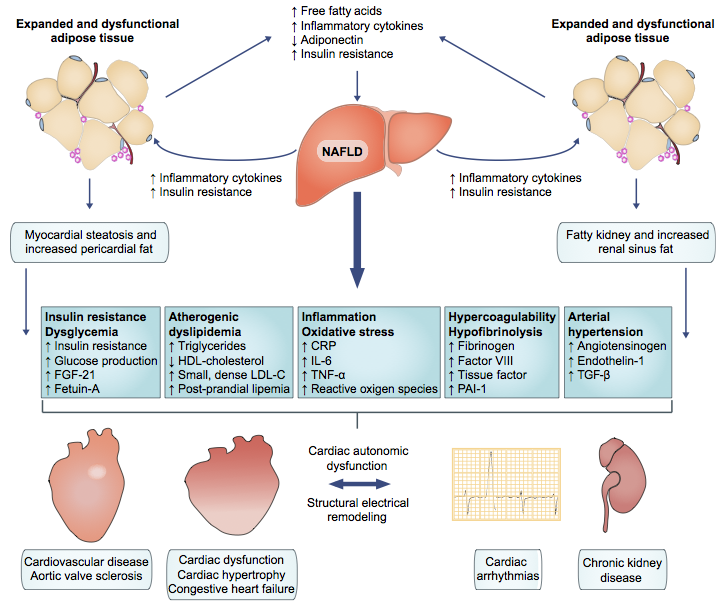 ↑ Free fatty acids
↑ Inflammatory cytokines
↓ Adiponectin
↑ Insulin resistance
Expanded and dysfunctional
adipose tissue
Expanded and dysfunctional
adipose tissue
NAFLD
↑ Inflammatory cytokines
↑ Insulin resistance
↑ Inflammatory cytokines
↑ Insulin resistance
Myocardial steatosis and
increased pericardial fat
Fatty kidney and increased
renal sinus fat
Insulin resistance
Dysglycemia
↑ Insulin resistance
↑ Glucose production
↑ FGF-21
↑ Fetuin-A
Atherogenic
dyslipidemia
↑ Triglycerides
↓ HDL-cholesterol
↑ Small, dense LDL-C
↑ Post-prandial lipemia
Inflammation
Oxidative stress
↑ CRP
↑ IL-6
↑ TNF-α
↑ Reactive oxigen species
Hypercoagulability
Hypofibrinolysis
↑ Fibrinogen
↑ Factor VIII
↑ Tissue factor
↑ PAI-1
Arterial
hypertension
↑ Angiotensinogen
↑ Endothelin-1
↑ TGF-β
Cardiac autonomic
dysfunction
Structural electrical
remodeling
Cardiovascular disease
Aortic valve sclerosis
Cardiac dysfunction
Cardiac hypertrophy
Congestive heart failure
Cardiac
arrhythmias
Chronic kidney
disease